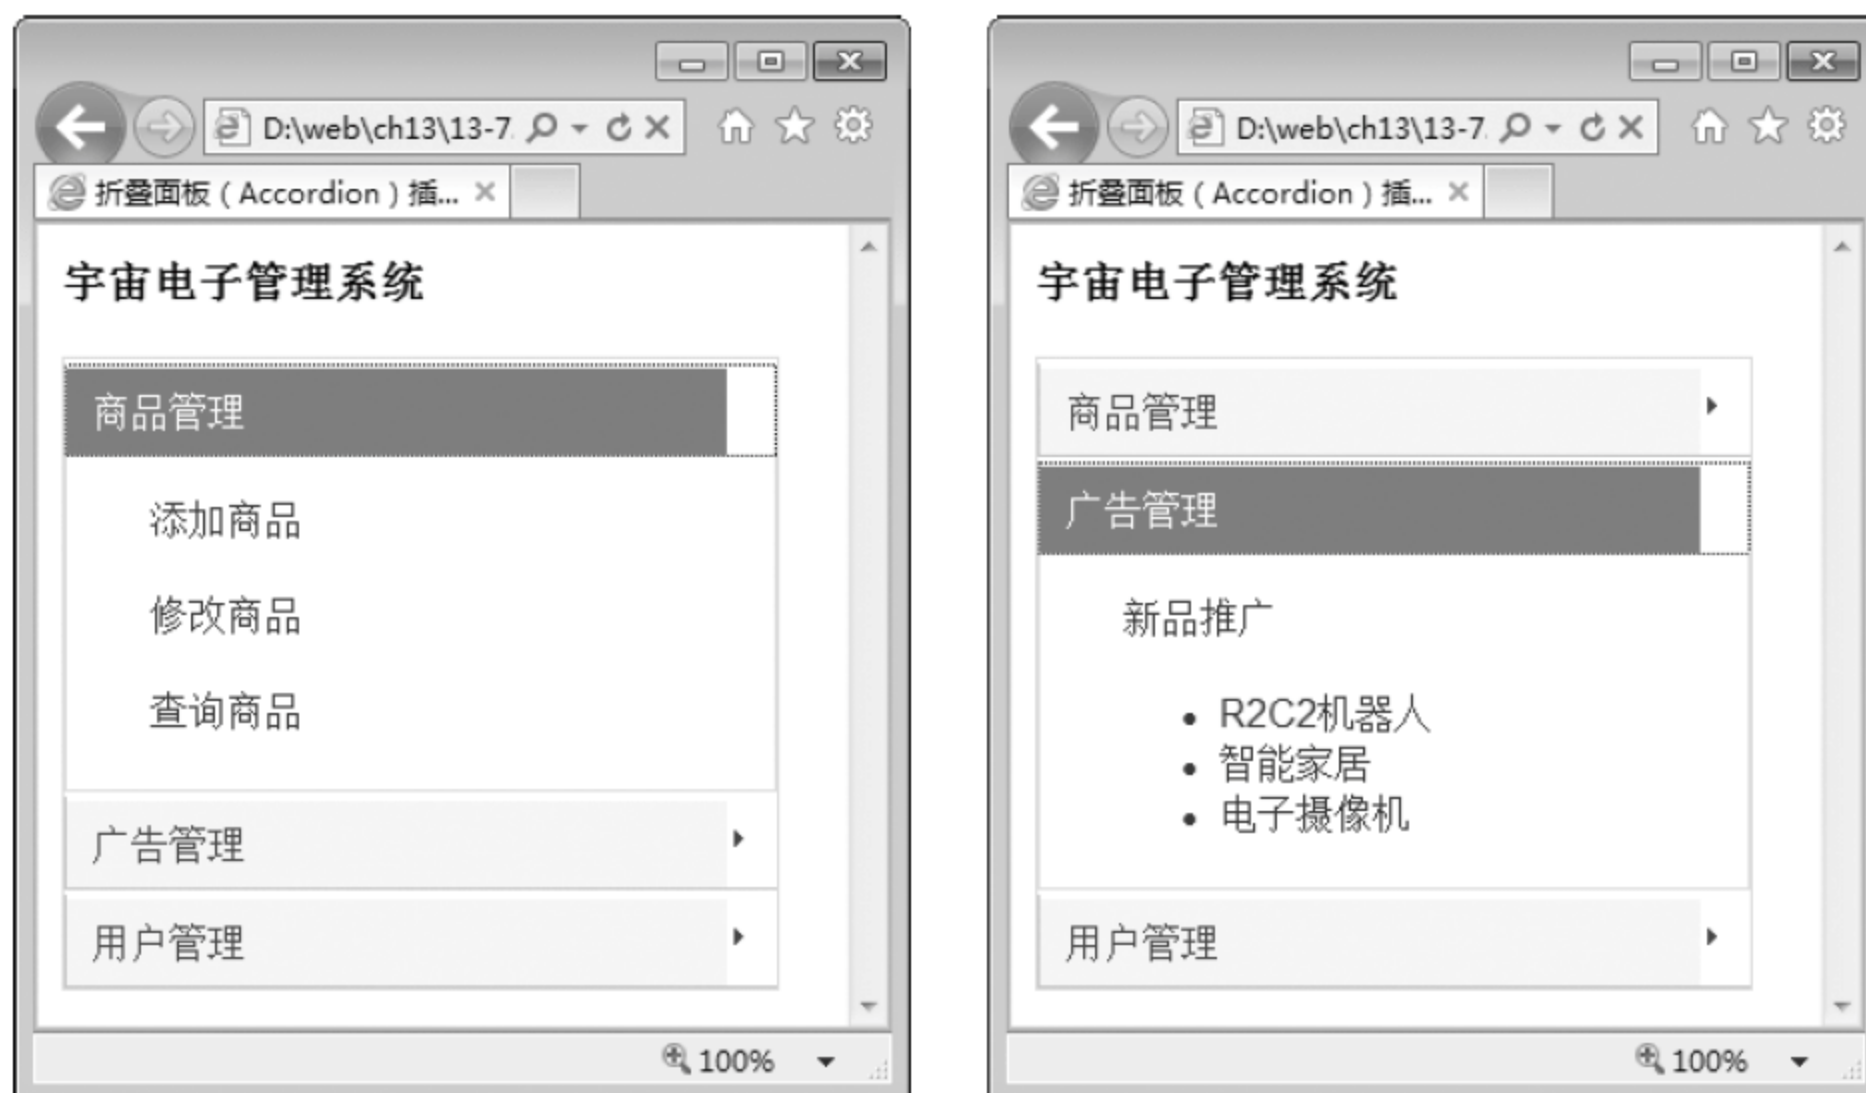 D:\web\ch13\13-7.
折叠面板 ( Accordion ) 插...
宇宙电子管理系统
商品管理
添加商品
修改商品
查询商品
广告管理
用户管理
100%
D:\web\ch13\13-7.
折叠面板 ( Accordion ) 插...
宇宙电子管理系统
商品管理
广告管理
新品推广
• R2C2机器人
• 智能家居
• 电子摄像机
用户管理
100%